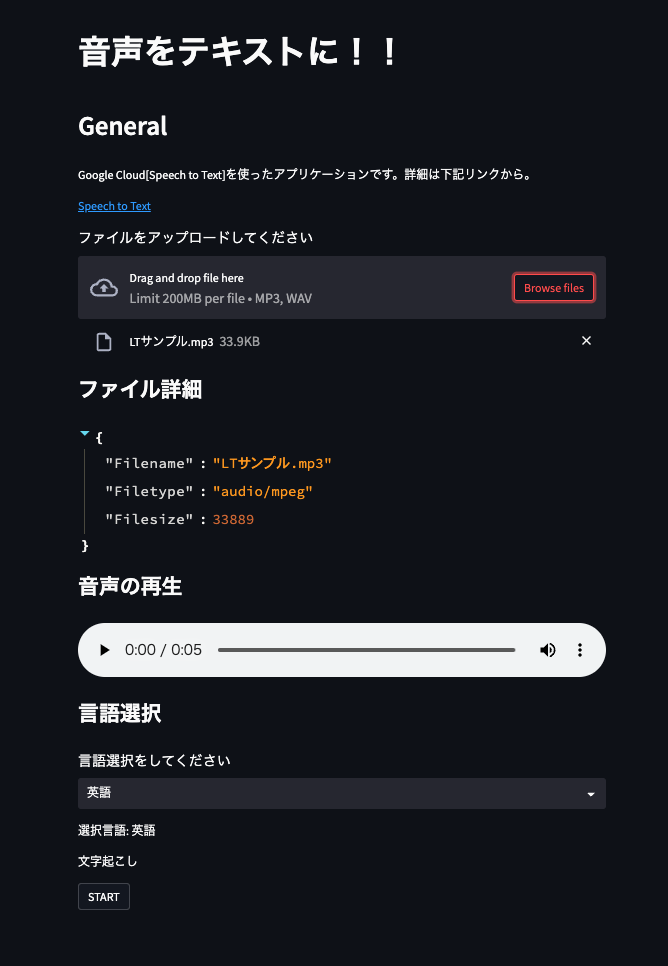 音声をテキストに！！
General
Google Cloud[Speech to Text]を使ったアプリケーションです。詳細は下記リンクから。
Speech to Text
ファイルをアップロードしてください
Drag and drop file here
Limit 200MB per file • MP3, WAV
Browse files
LTサンプル.mp3 33.9KB
ファイル詳細
{
"Filename" : "LTサンプル.mp3"
"Filetype" : "audio/mpeg"
"Filesize" : 33889
}
音声の再生
0:00 / 0:05
言語選択
言語選択をしてください
英語
選択言語: 英語
文字起こし
START